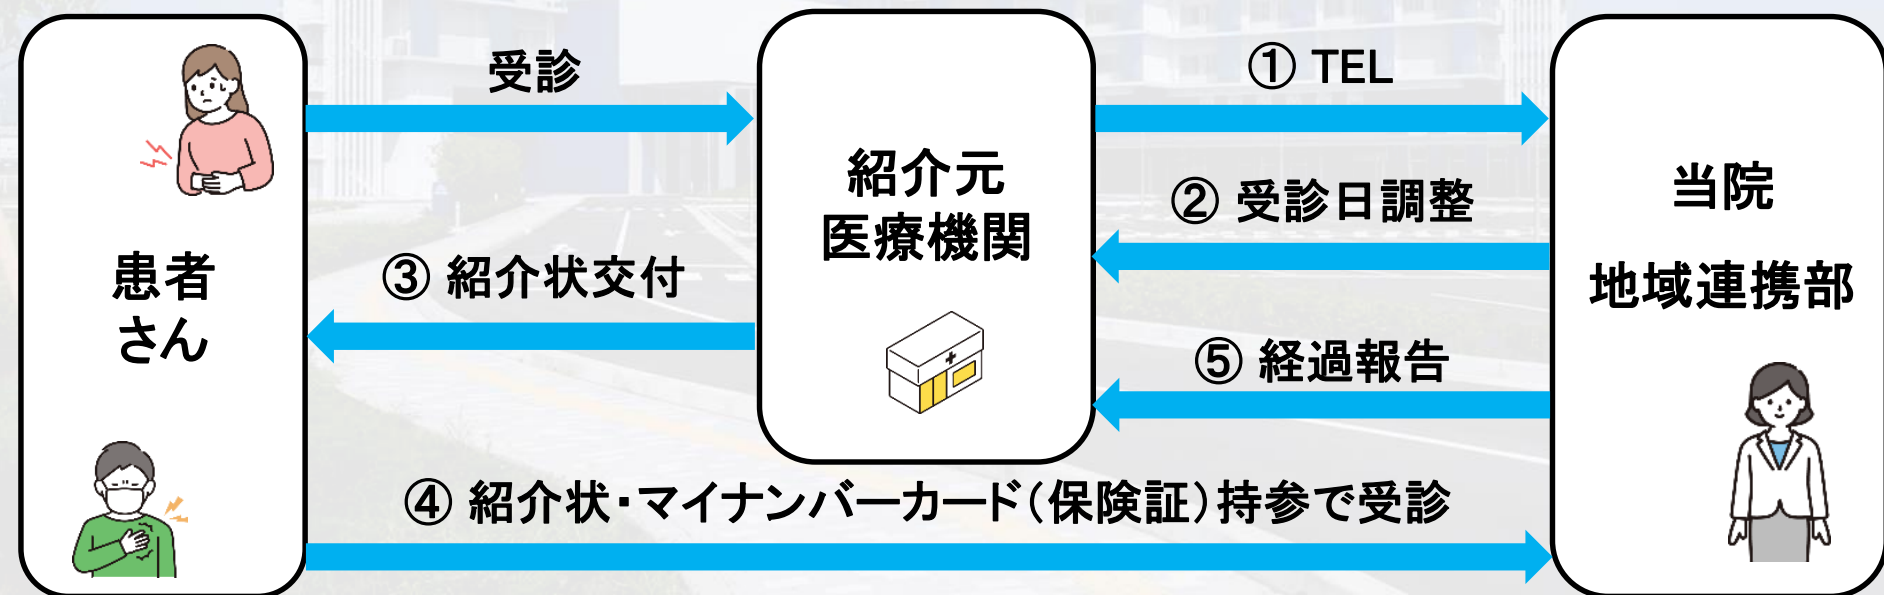 患者
さん
受診
③ 紹介状交付
紹介元
医療機関
① TEL
② 受診日調整
⑤ 経過報告
当院
地域連携部
④ 紹介状・マイナンバーカード（保険証）持参で受診